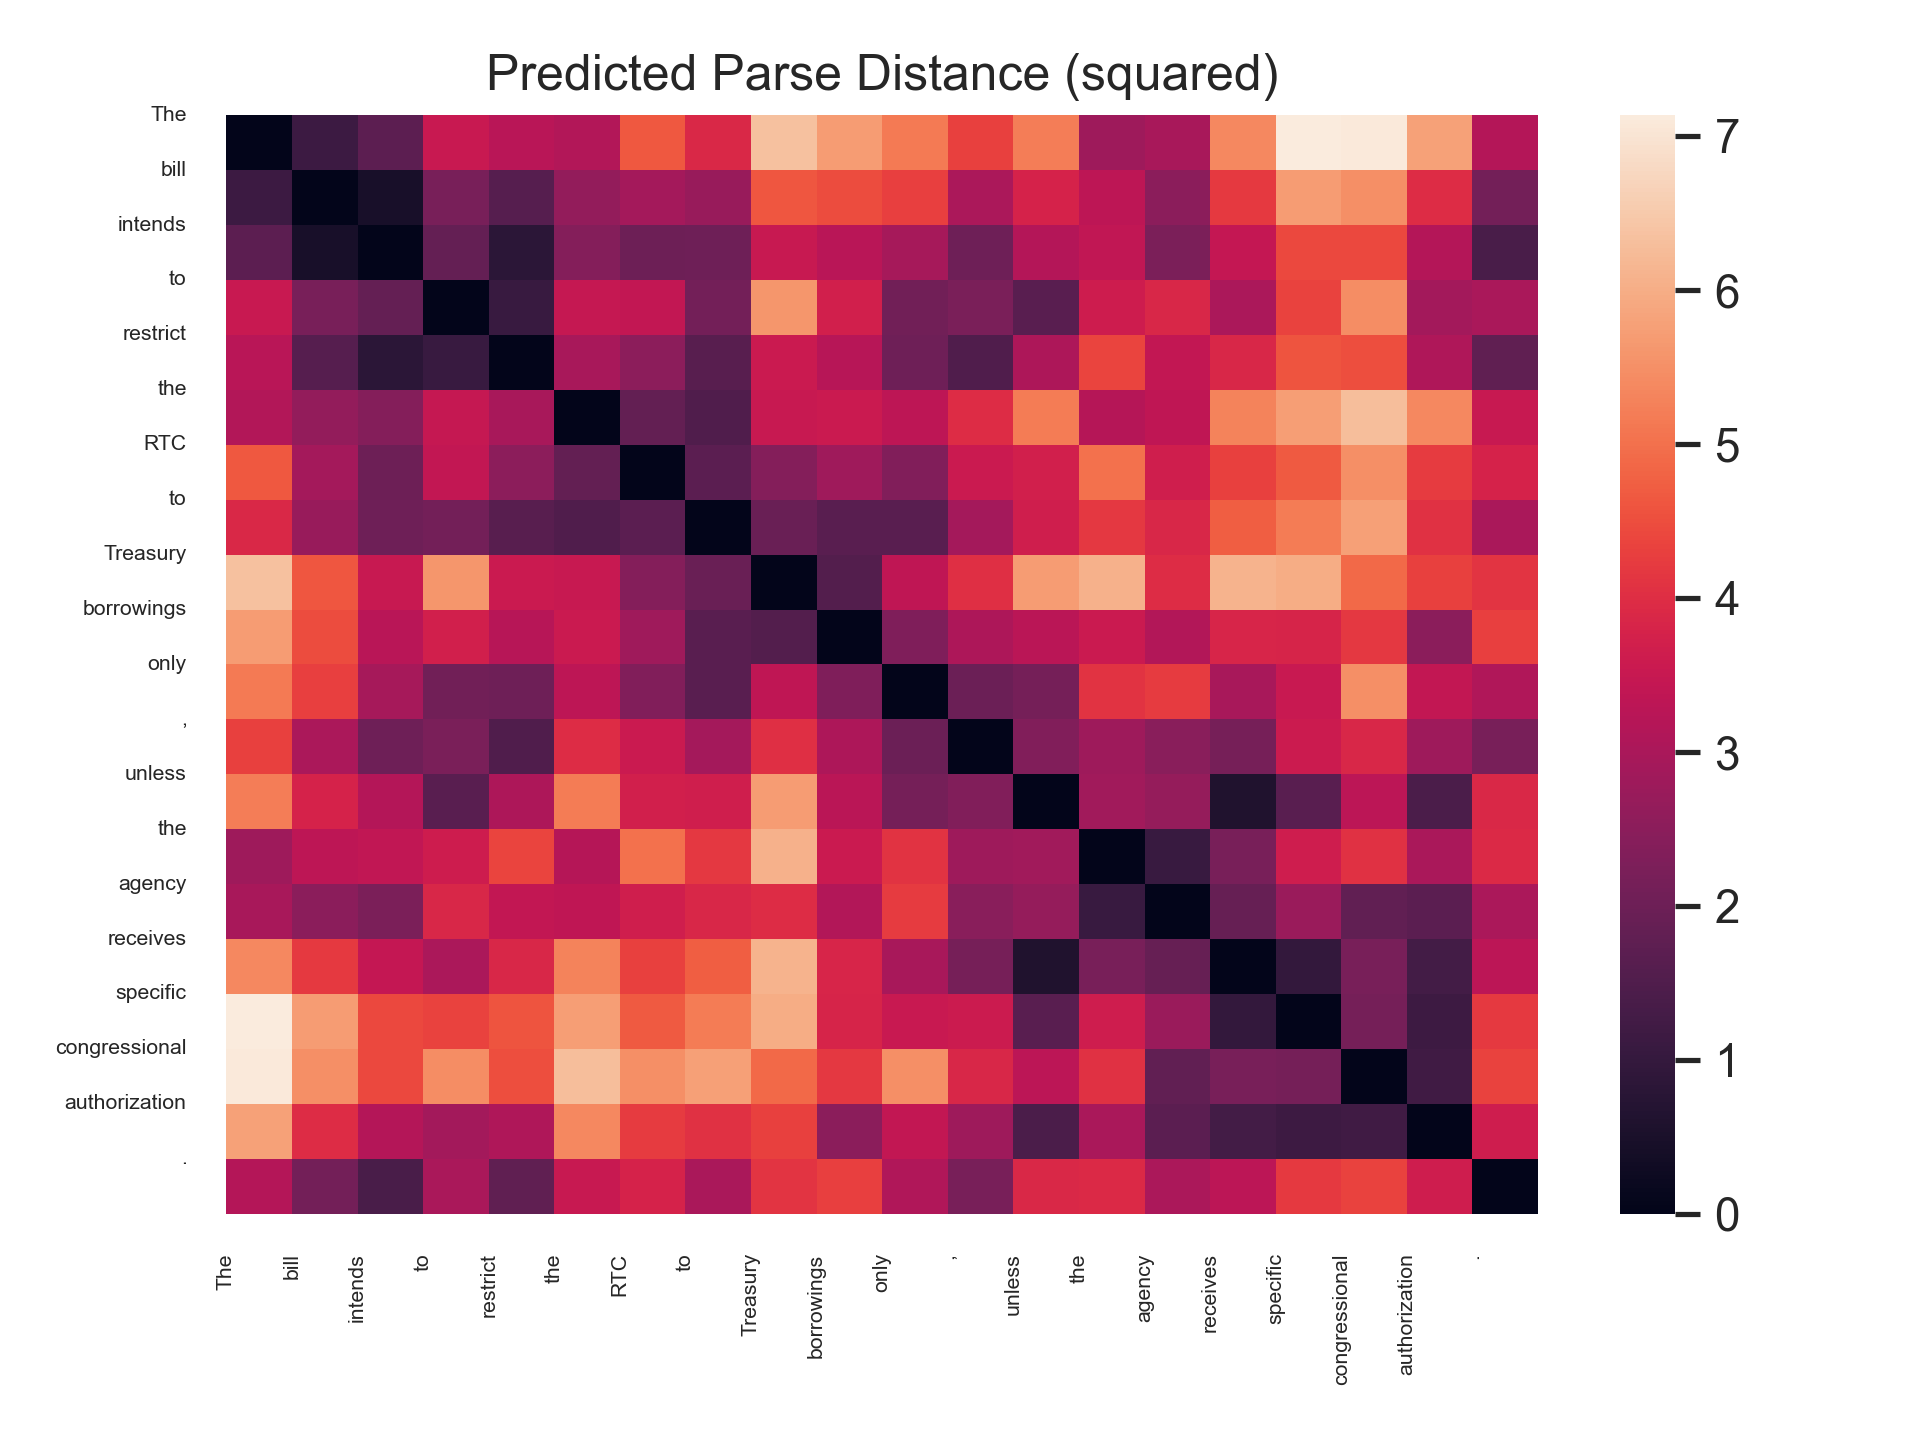 Predicted Parse Distance (squared)
The
bill
intends
to
restrict
the
RTC
to
Treasury
borrowings
only
,
unless
the
agency
receives
specific
congressional
authorization
.
7
6
5
4
3
2
1
0
The
bill
intends
to
restrict
the
RTC
to
Treasury
borrowings
only
,
unless
the
agency
receives
specific
congressional
authorization
.